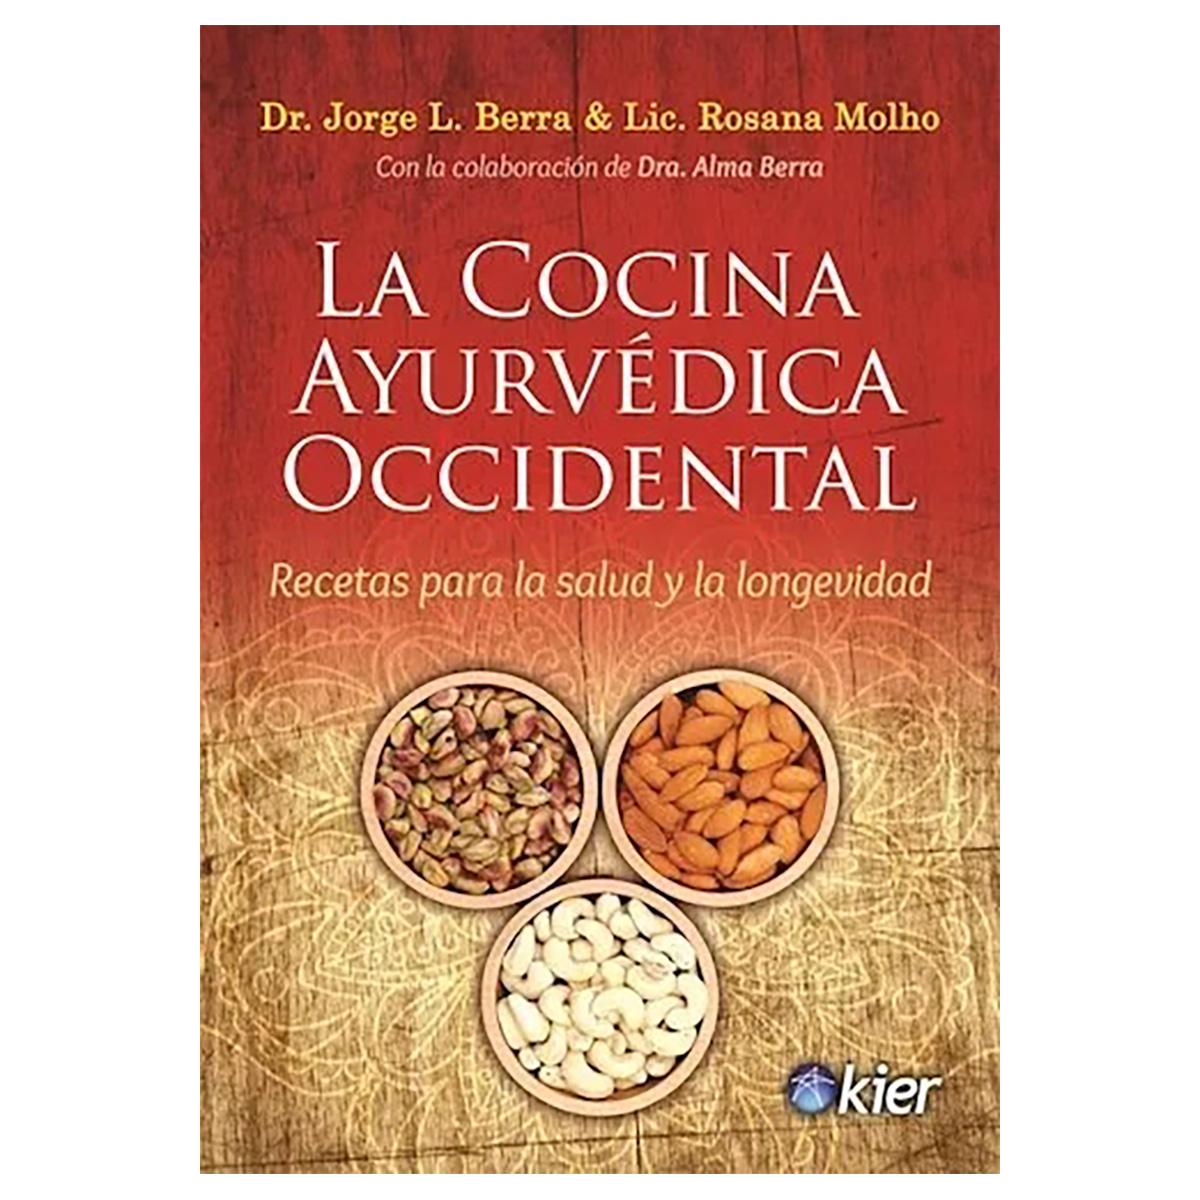 Dr. Jorge L. Berra & Lic. Rosana Molho
Con la colaboración de Dra. Alma Berra
LA COCINA
AYURVÉDICA
OCCIDENTAL
Recetas para la salud y la longevidad
kier